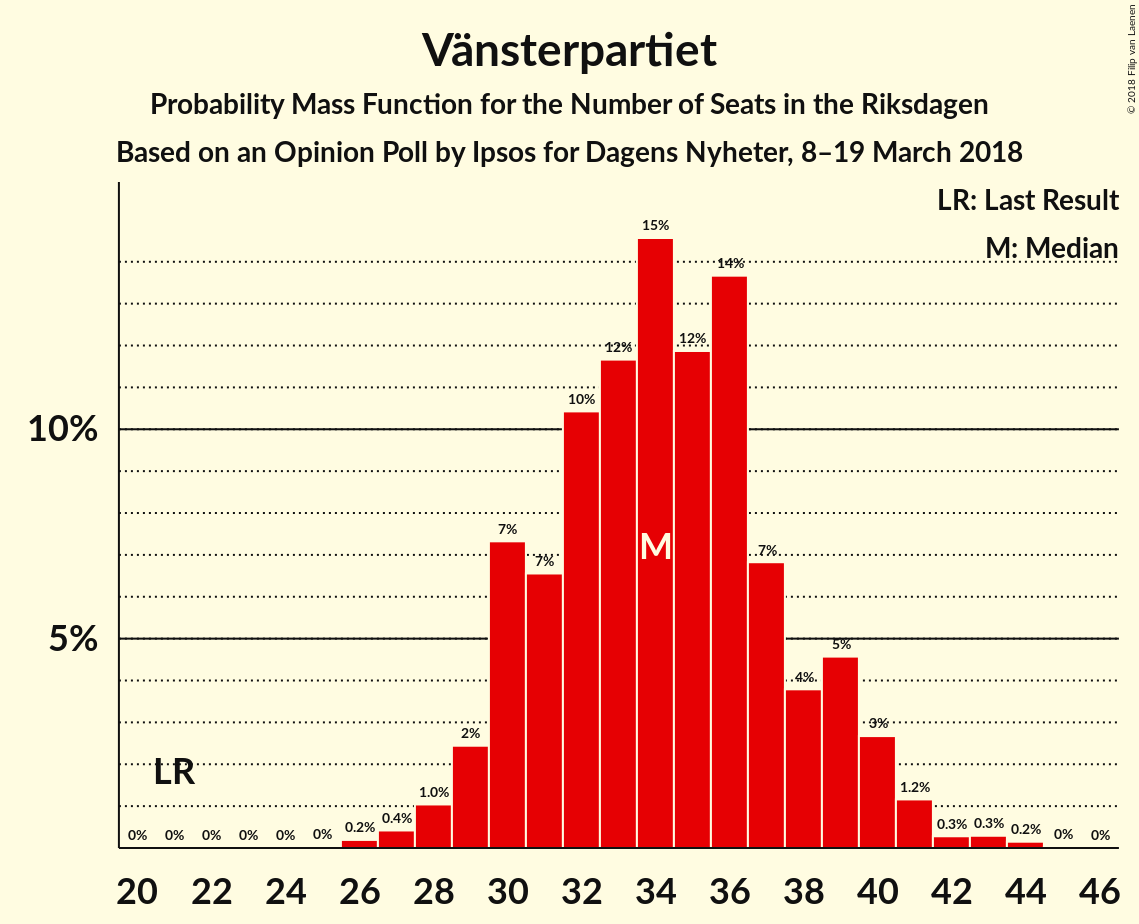 Vänsterpartiet
Probability Mass Function for the Number of Seats in the Riksdagen
Based on an Opinion Poll by Ipsos for Dagens Nyheter, 8–19 March 2018
© 2018 Filip van Laenen
LR: Last Result
M: Median
15%
14%
12%
12%
10%
10%
7%
7%
7%
M
5%
5%
4%
3%
2%
LR
1.0%
1.2%
0% 0% 0% 0% 0% 0% 0.2% 0.4% 0.3% 0.3% 0.2% 0% 0%
20 22 24 26 28 30 32 34 36 38 40 42 44 46